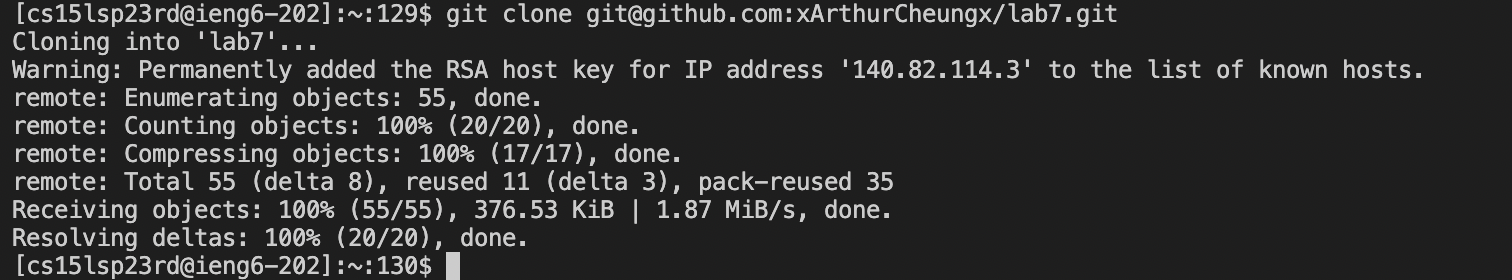 [cs15lsp23rd@ieng6-202]:~:129$ git clone git@github.com:xArthurCheungx/lab7.git
Cloning into 'lab7'...
Warning: Permanently added the RSA host key for IP address '140.82.114.3' to the list of known hosts.
remote: Enumerating objects: 55, done.
remote: Counting objects: 100% (20/20), done.
remote: Compressing objects: 100% (17/17), done.
remote: Total 55 (delta 8), reused 11 (delta 3), pack-reused 35
Receiving objects: 100% (55/55), 376.53 KiB | 1.87 MiB/s, done.
Resolving deltas: 100% (20/20), done.
[cs15lsp23rd@ieng6-202]:~:130$